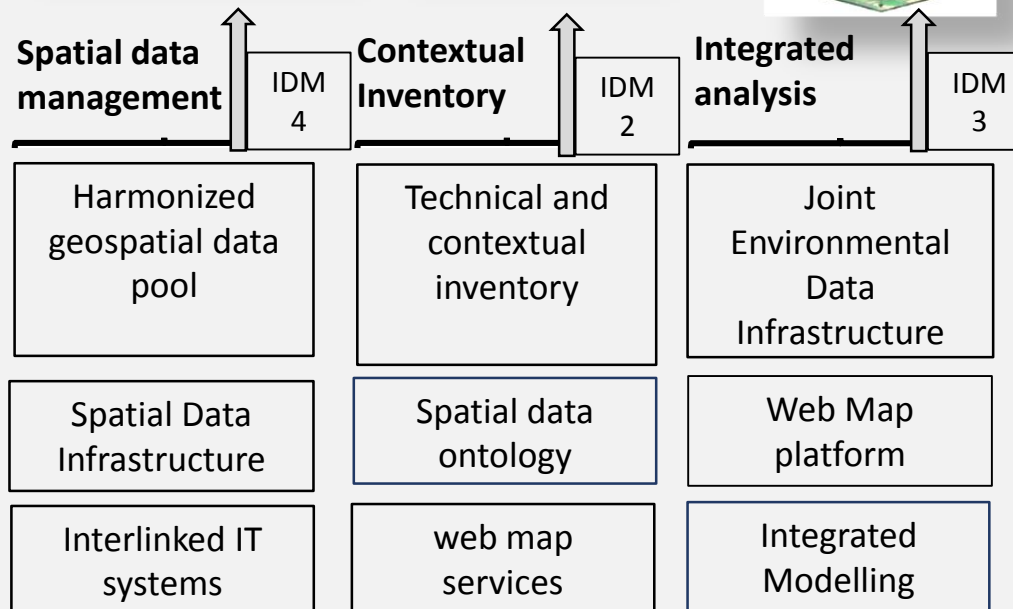 Spatial data
management
IDM
4
Contextual
Inventory
IDM
2
Integrated
analysis
IDM
3
Harmonized
geospatial data
pool
Technical and
contextual
inventory
Joint
Environmental
Data
Infrastructure
Spatial Data
Infrastructure
Spatial data
ontology
Web Map
platform
Interlinked IT
systems
web map
services
Integrated
Modelling